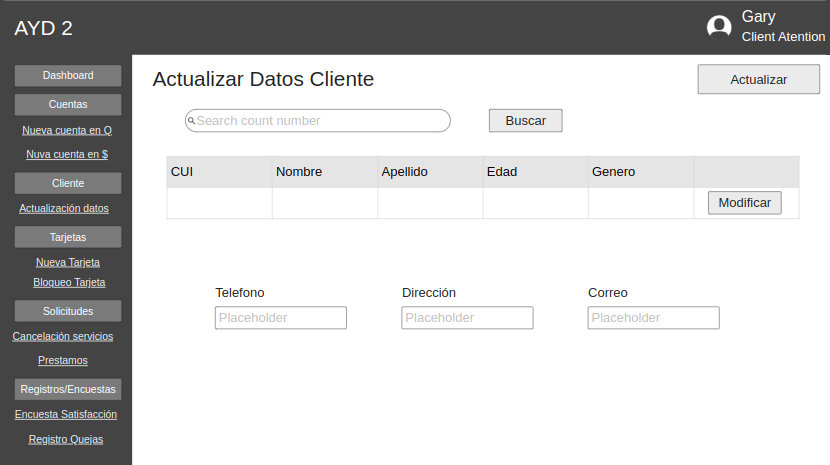 AYD 2
Gary
Client Atention
Dashboard
Cuentas
Nueva cuenta en Q
Nuva cuenta en $
Cliente
Actualización datos
Tarjetas
Nueva Tarjeta
Bloqueo Tarjeta
Solicitudes
Cancelación servicios
Prestamos
Registros/Encuestas
Encuesta Satisfacción
Registro Quejas
Actualizar Datos Cliente
Actualizar
Search count number
Buscar
CUI Nombre Apellido Edad Genero
Modificar
Telefono Dirección Correo
Placeholder Placeholder Placeholder